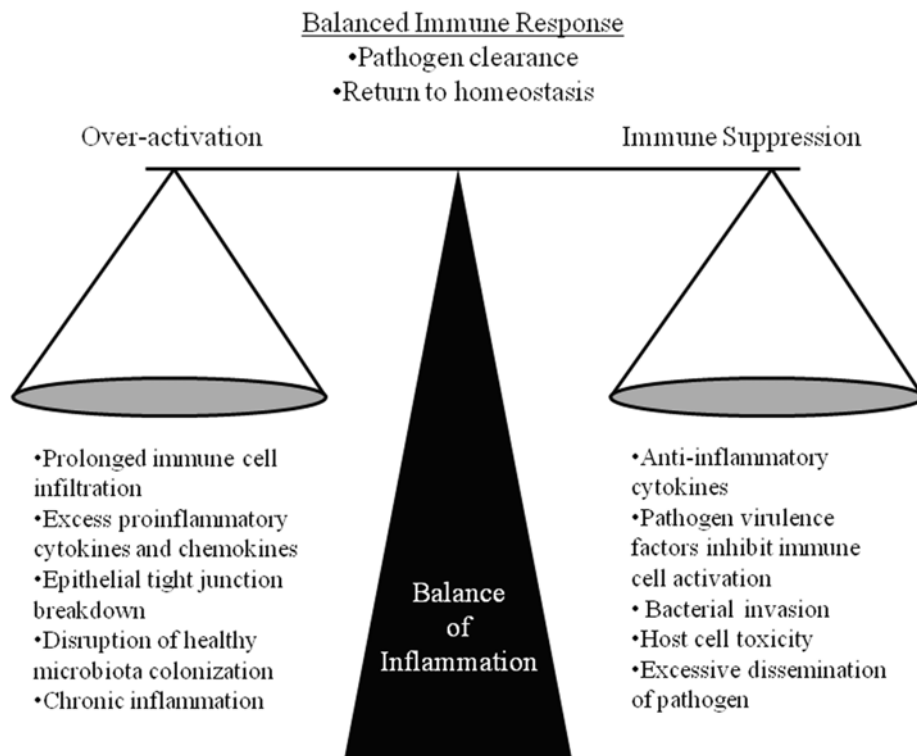 Balanced Immune Response
•Pathogen clearance
•Return to homeostasis
Over-activation
Immune Suppression
•Prolonged immune cell
infiltration
•Excess proinflammatory
cytokines and chemokines
•Epithelial tight junction
breakdown
•Disruption of healthy
microbiota colonization
•Chronic inflammation
Balance
of
Inflammation
•Anti-inflammatory
cytokines
•Pathogen virulence
factors inhibit immune
cell activation
• Bacterial invasion
•Host cell toxicity
•Excessive dissemination
of pathogen